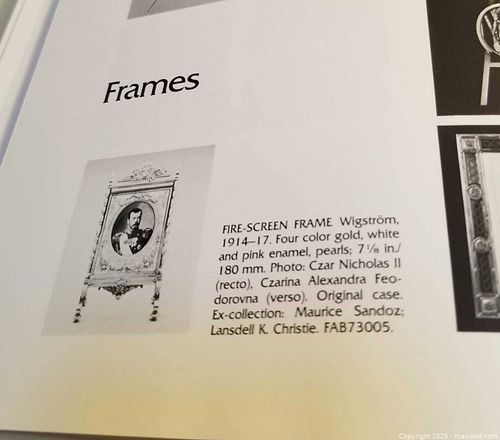 Frames
FIRE-SCREEN FRAME Wigström,
1914–17. Four color gold, white
and pink enamel, pearls; 7 1/8 in./
180 mm. Photo: Czar Nicholas II
(recto), Czarina Alexandra Feo-
dorovna (verso). Original case.
Ex-collection: Maurice Sandoz;
Lansdell K. Christie. FAB73005.
Copyright 2025 - maxsold.com